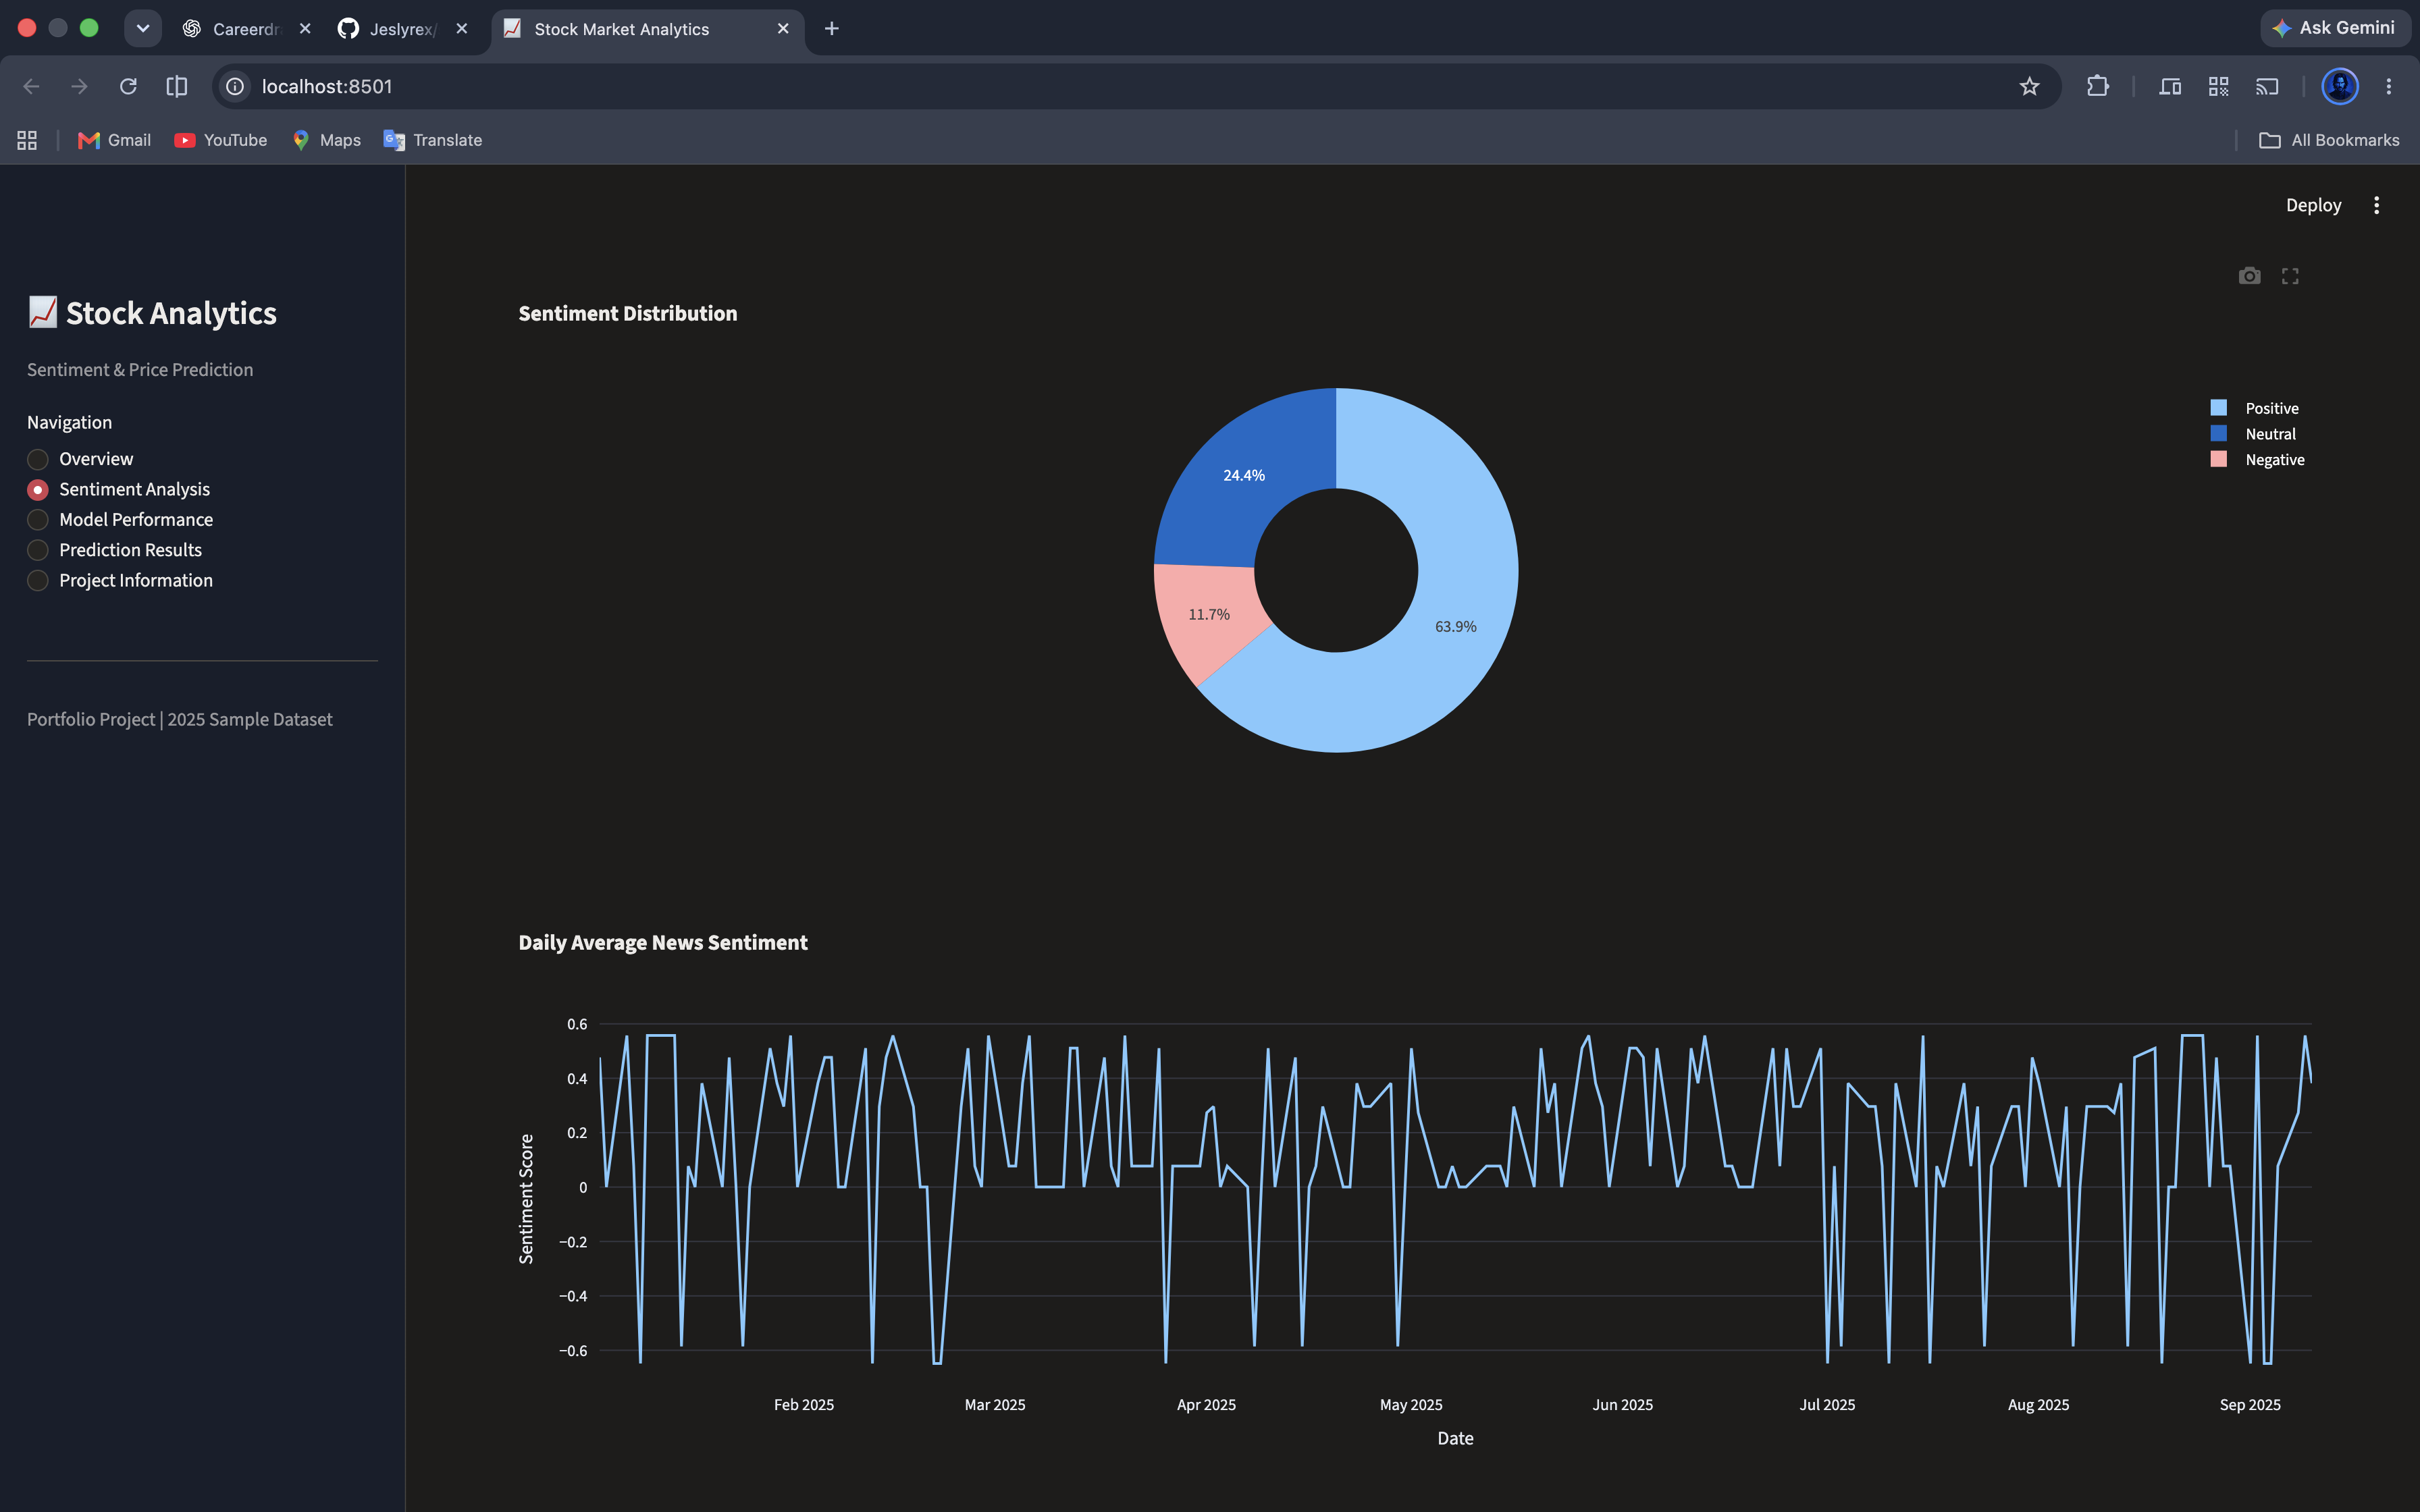 Careerdr
Jeslyrex/
Stock Market Analytics
Ask Gemini
localhost:8501
Gmail
YouTube
Maps
Translate
All Bookmarks
Deploy
Stock Analytics
Sentiment & Price Prediction
Navigation
Overview
Sentiment Analysis
Model Performance
Prediction Results
Project Information
Portfolio Project | 2025 Sample Dataset
Sentiment Distribution
24.4%
11.7%
63.9%
Positive
Neutral
Negative
Daily Average News Sentiment
Sentiment Score
0.6
0.4
0.2
0
−0.2
−0.4
−0.6
Feb 2025
Mar 2025
Apr 2025
May 2025
Jun 2025
Jul 2025
Aug 2025
Sep 2025
Date